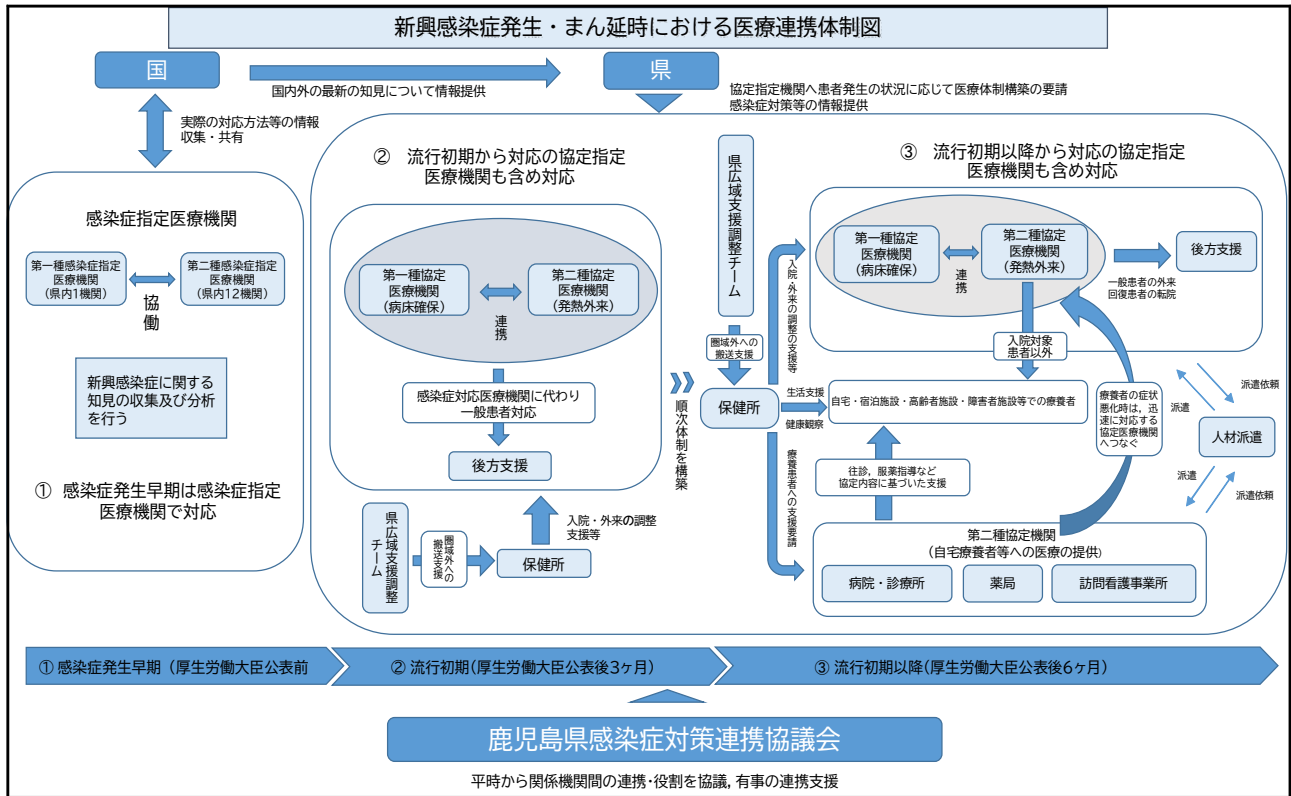 新興感染症発生・まん延時における医療連携体制図
国
県
国内外の最新の知見について情報提供
協定指定機関へ患者発生の状況に応じて医療体制構築の要請
感染症対策等の情報提供
実際の対応方法等の情報
収集・共有
感染症指定医療機関
第一種感染症指定
医療機関
(県内1機関)
第二種感染症指定
医療機関
(県内12機関)
協
働
新興感染症に関する
知見の収集及び分析
を行う
① 感染症発生早期は感染症指定
医療機関で対応
② 流行初期から対応の協定指定
医療機関も含め対応
第一種協定
医療機関
(病床確保)
第二種協定
医療機関
(発熱外来)
連
携
感染症対応医療機関に代わり
一般患者対応
後方支援
入院・外来の調整
支援等
県広域支援調整
チーム
圏域外への
搬送支援
保健所
順次体制を構築
県広域支援調整チーム
圏域外への
搬送支援
保健所
入院・外来の調整の支援等
生活支援
健康観察
療養患者への支援要請
③ 流行初期以降から対応の協定指定
医療機関も含め対応
第一種協定
医療機関
(病床確保)
第二種協定
医療機関
(発熱外来)
連
携
後方支援
一般患者の外来
回復患者の転院
入院対象
患者以外
自宅・宿泊施設・高齢者施設・障害者施設等での療養者
療養者の症状
悪化時は，迅
速に対応する
協定医療機関
へつなぐ
派遣依頼
派遣
人材派遣
派遣
派遣依頼
往診，服薬指導など
協定内容に基づいた支援
第二種協定機関
(自宅療養者等への医療の提供)
病院・診療所
薬局
訪問看護事業所
① 感染症発生早期（厚生労働大臣公表前
② 流行初期(厚生労働大臣公表後3ヶ月)
③ 流行初期以降(厚生労働大臣公表後6ヶ月)
鹿児島県感染症対策連携協議会
平時から関係機関間の連携・役割を協議，有事の連携支援